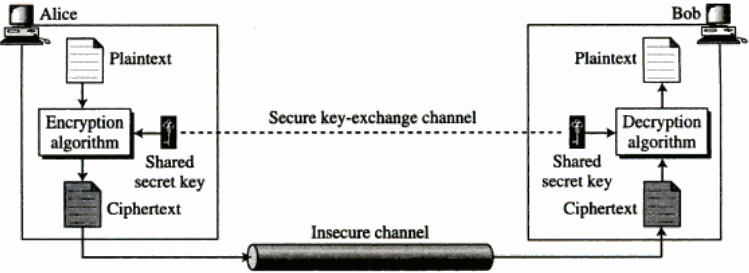 Alice
Plaintext
Encryption
algorithm
Shared
secret key
Ciphertext
Secure key-exchange channel
Insecure channel
Bob
Plaintext
Decryption
algorithm
Shared
secret key
Ciphertext